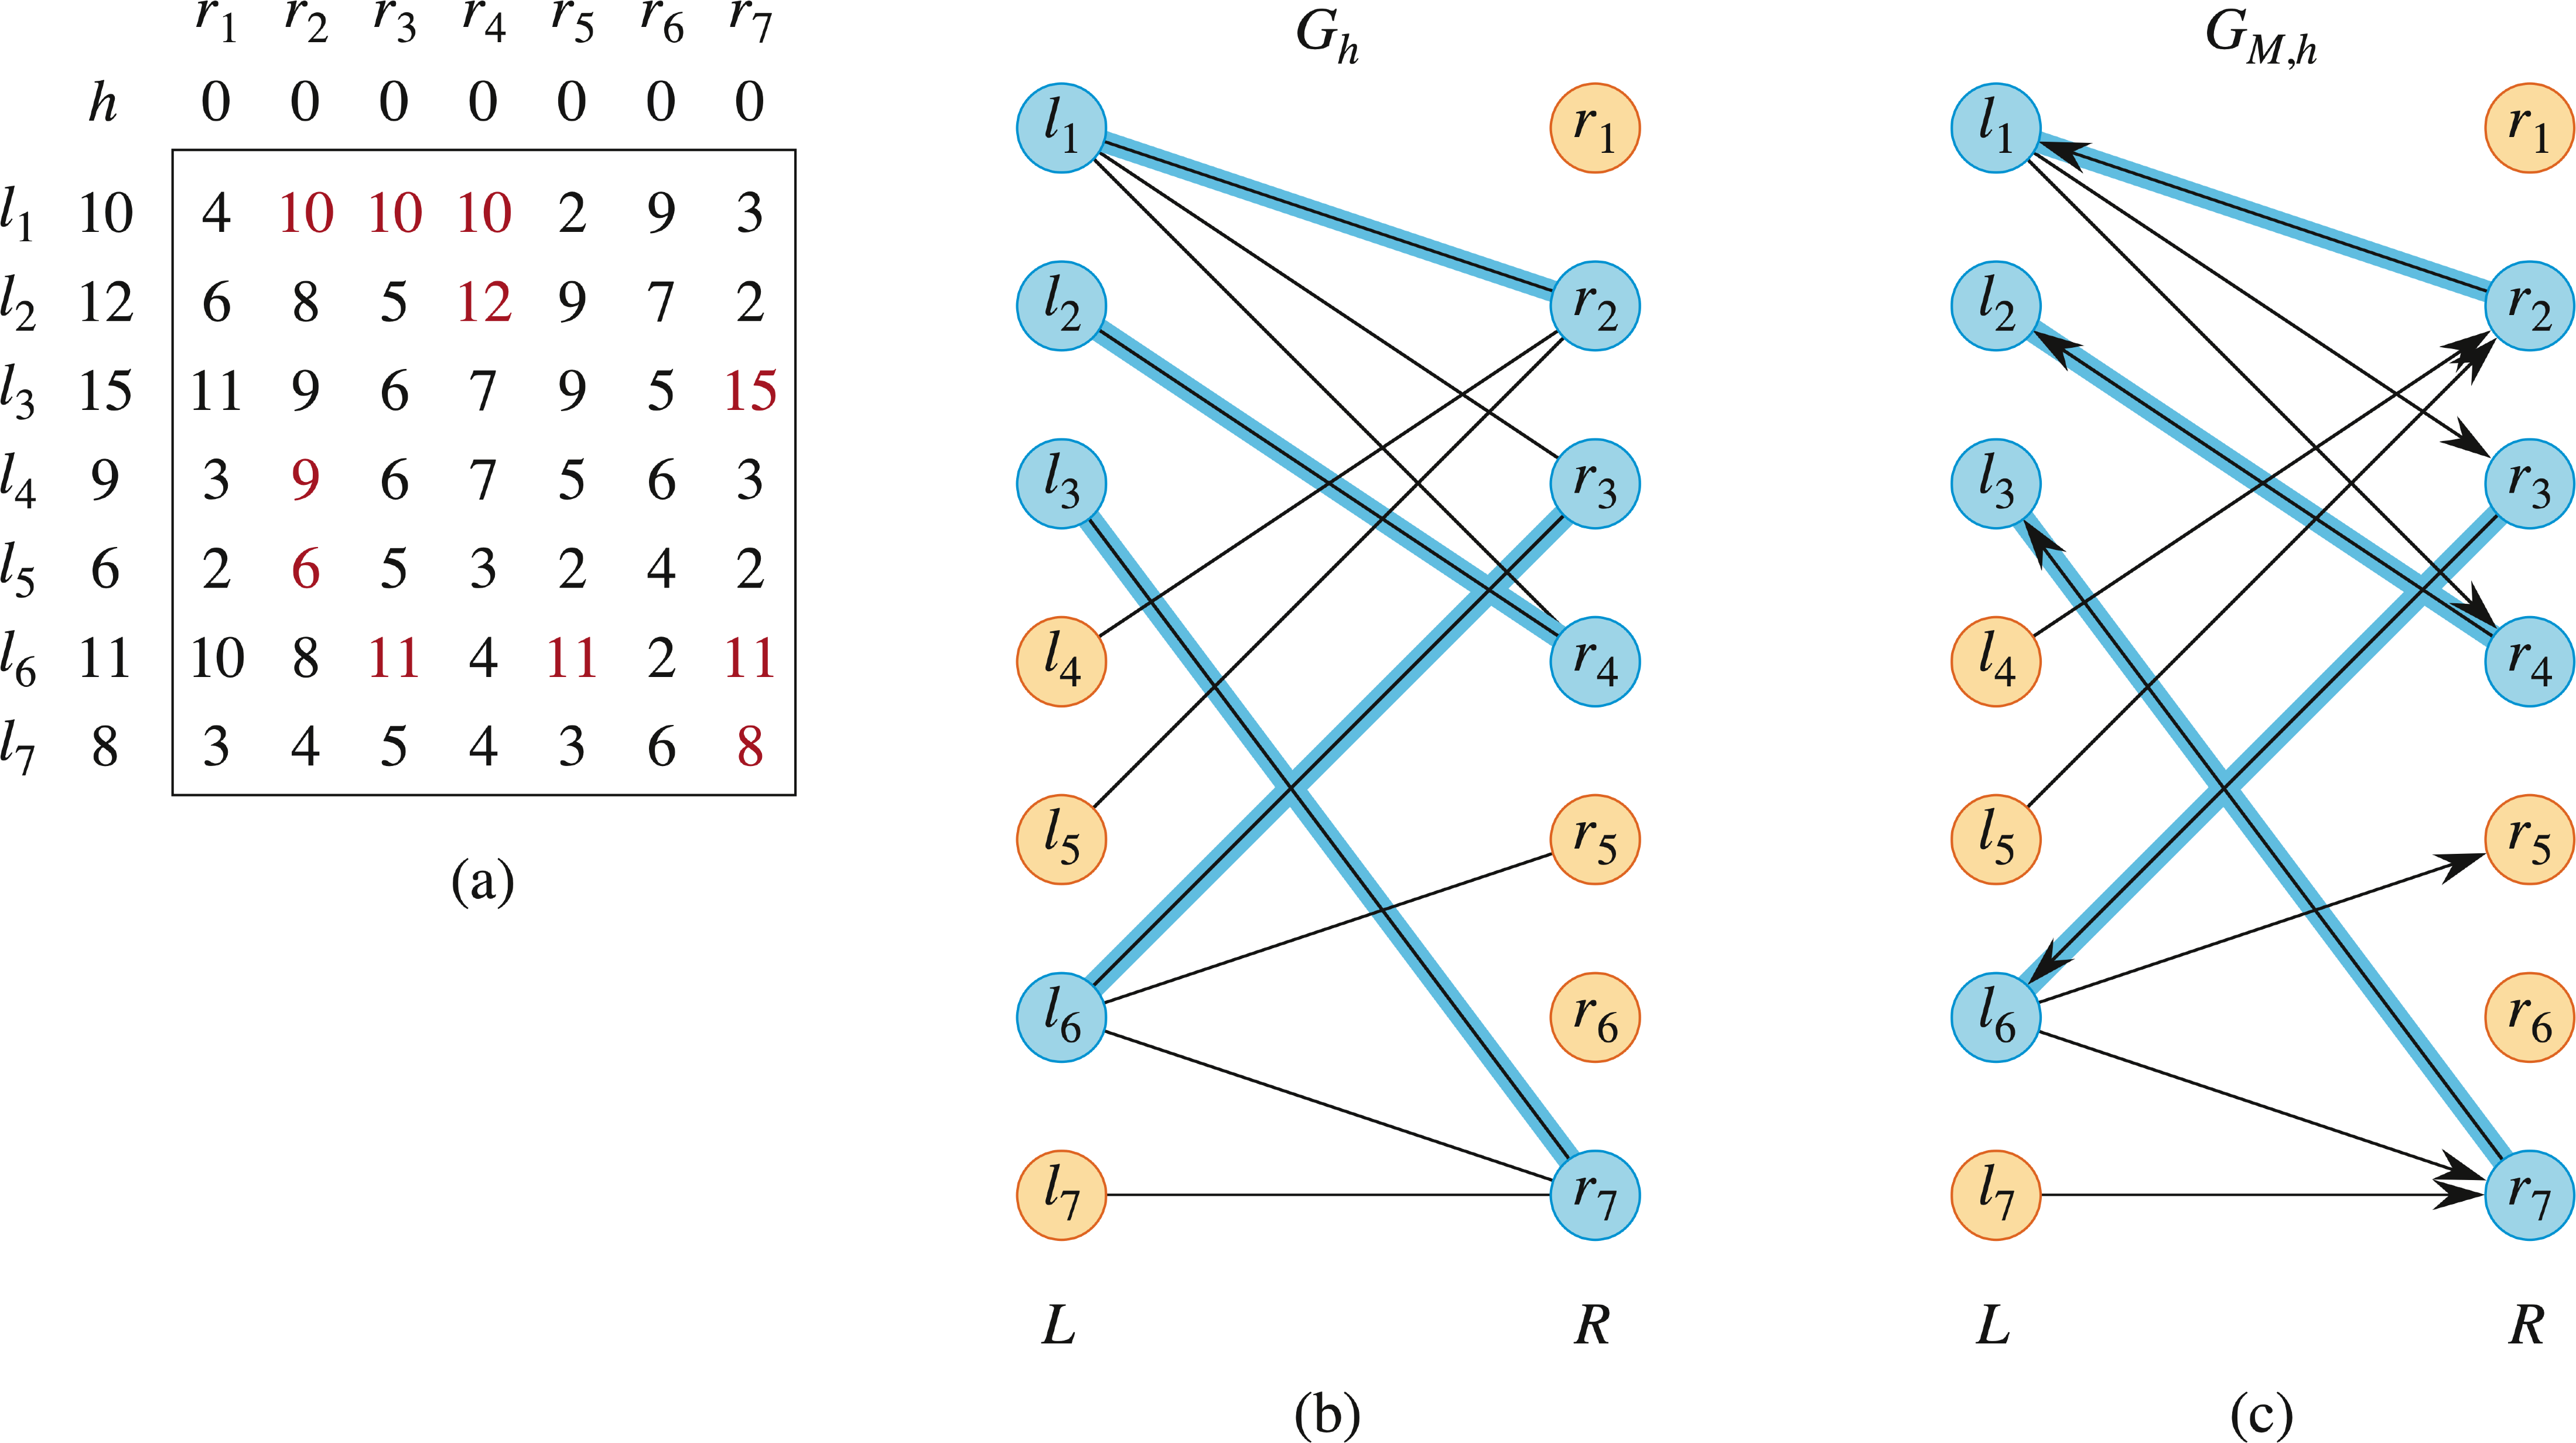 r1 r2 r3 r4 r5 r6 r7
h 0 0 0 0 0 0 0
l1 10 4 10 10 10 2 9 3
l2 12 6 8 5 12 9 7 2
l3 15 11 9 6 7 9 5 15
l4 9 3 9 6 7 5 6 3
l5 6 2 6 5 3 2 4 2
l6 11 10 8 11 4 11 2 11
l7 8 3 4 5 4 3 6 8
(a)
Gh
l1 r1
l2 r2
l3 r3
l4 r4
l5 r5
l6 r6
l7 r7
L R
(b)
GM,h
l1 r1
l2 r2
l3 r3
l4 r4
l5 r5
l6 r6
l7 r7
L R
(c)